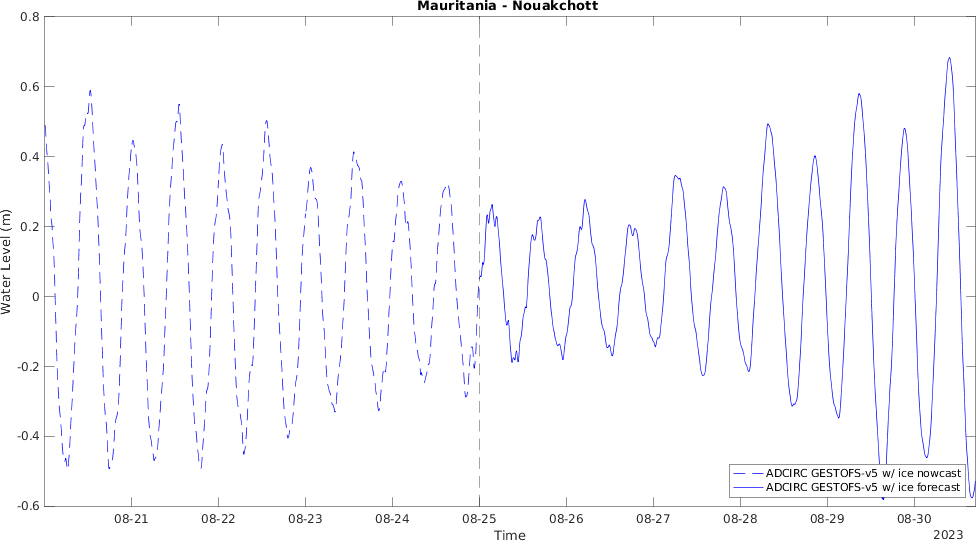 Mauritania - Nouakchott
0.8
0.6
0.4
0.2
0
-0.2
-0.4
-0.6
Water Level (m)
ADCIRC GESTOFS-v5 w/ ice nowcast
ADCIRC GESTOFS-v5 w/ ice forecast
08-21 08-22 08-23 08-24 08-25 08-26 08-27 08-28 08-29 08-30
Time
2023